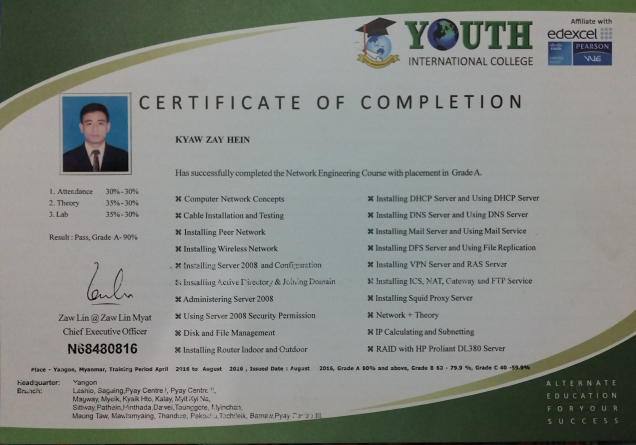 Affiliate with
edexcel
YOUTH
INTERNATIONAL COLLEGE
PEARSON
VUE
CERTIFICATE OF COMPLETION
KYAW ZAY HEIN
Has successfully completed the Network Engineering Course with placement in Grade A.
1. Attendance 30%-30%
2. Theory 35%-30%
3. Lab 35%-30%
Result : Pass, Grade-A- 90%
⌘ Computer Network Concepts
⌘ Cable Installation and Testing
⌘ Installing Peer Network
⌘ Installing Wireless Network
⌘ Installing Server 2008 and Configuration
⌘ Installing Active Directory & Joining Domain
⌘ Administering Server 2008
⌘ Using Server 2008 Security Permission
⌘ Disk and File Management
⌘ Installing Router Indoor and Outdoor
⌘ Installing DHCP Server and Using DHCP Server
⌘ Installing DNS Server and Using DNS Server
⌘ Installing Mail Server and Using Mail Service
⌘ Installing DFS Server and Using File Replication
⌘ Installing VPN Server and RAS Server
⌘ Installing ICS, NAT, Gateway and FTP Service
⌘ Installing Squid Proxy Server
⌘ Network + Theory
⌘ IP Calculating and Subnetting
⌘ RAID with HP Proliant DL380 Server
Zaw Lin @ Zaw Lin Myat
Chief Executive Officer
N68480816
Place - Yangon, Myanmar, Training Period April 2016 to August 2016 , Issued Date : August 2016, Grade A 80% and above, Grade B 60 - 79.9 %, Grade C 40 -59.9%
Headquarter: Yangon
Branch: Lashio, Sagaing, Pyay Centre I, Pyay Centre
Magway, Myeik, Kyaik Hto, Kalay, Myit Kyi Na,
Sittway, Pathein, Hinthada, Dawei, Taunggote, Myinchan,
Maung Taw, Mawlamyaing, Thandwe, Pakokku, Tachileik, Bamaw, Pyay Centre III
ALTERNATE
EDUCATION
FOR YOUR
SUCCESS